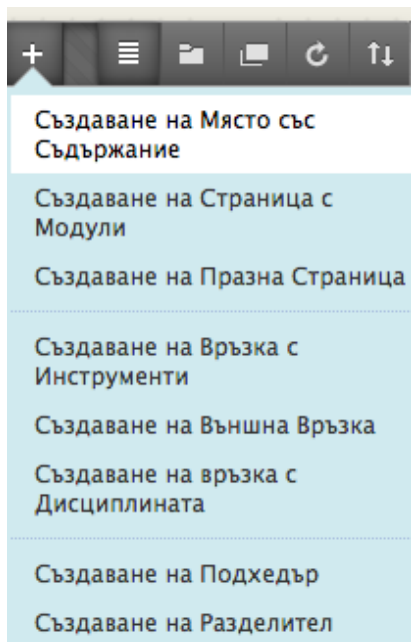 Създаване на Място със
Съдържание
Създаване на Страница с
Модули
Създаване на Празна Страница
Създаване на Връзка с
Инструменти
Създаване на Външна Връзка
Създаване на връзка с
Дисциплината
Създаване на Подхедър
Създаване на Разделител